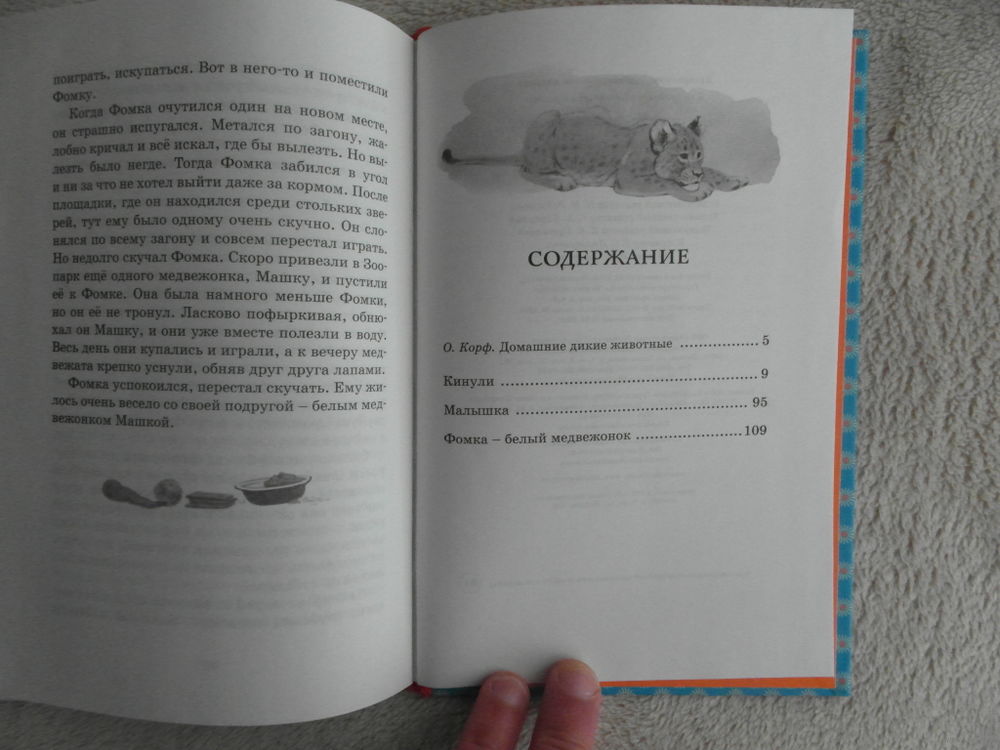 поиграть, искупаться. Вот в него-то и поместили
Фомку.
Когда Фомка очутился один на новом месте,
он страшно испугался. Метался по загону, жа-
лобно кричал и всё искал, где бы вылезть. Но вы-
лезть было негде. Тогда Фомка забился в угол
и ни за что не хотел выйти даже за кормом. После
площадки, где он находился среди стольких зве-
рей, тут ему было одному очень скучно. Он сло-
нялся по всему загону и совсем перестал играть.
Но недолго скучал Фомка. Скоро привезли в Зоо-
парк ещё одного медвежонка, Машку, и пустили
её к Фомке. Она была намного меньше Фомки,
но он её не тронул. Ласково пофыркивая, обню-
хал он Машку, и они уже вместе полезли в воду.
Весь день они купались и играли, а к вечеру мед-
вежата крепко уснули, обняв друг друга лапами.
Фомка успокоился, перестал скучать. Ему жи-
лось очень весело со своей подругой – белым мед-
вежонком Машкой.
СОДЕРЖАНИЕ
О. Корф. Домашние дикие животные .................. 5
Кинули ............................................. 9
Малышка ........................................ 95
Фомка – белый медвежонок ........................109